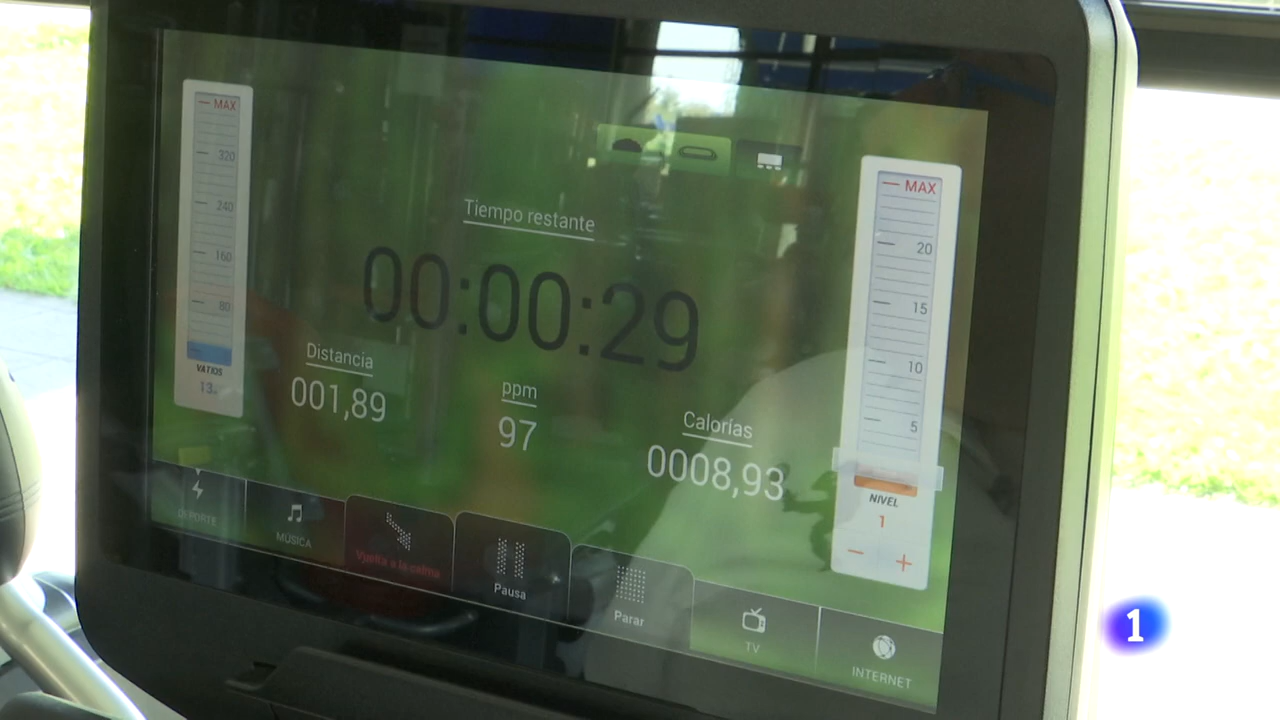 MAX
320
240
160
80
VATIOS
13
Tiempo restante
00:00:29
Distancia
001,89
ppm
97
Calorías
0008,93
MAX
20
15
10
5
NIVEL
1
− +
DEPORTE
MÚSICA
Vuelta a la calma
Pausa
Parar
TV
INTERNET
1